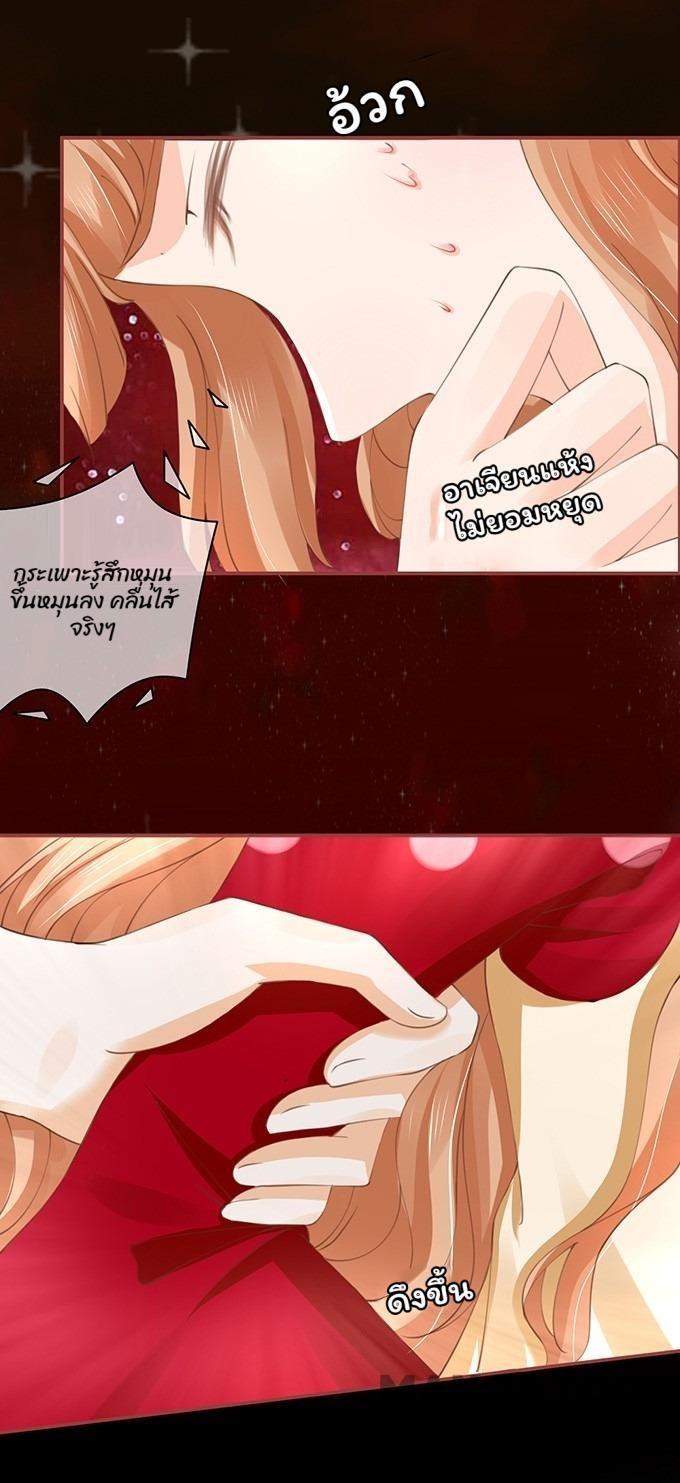 อ้วก
อาเจียนแห้ง
ไม่ยอมหยุด
กระเพาะรู้สึกหมุน
ขึ้นหมุนลง คลื่นไส้
จริงๆ
ดึงขึ้น